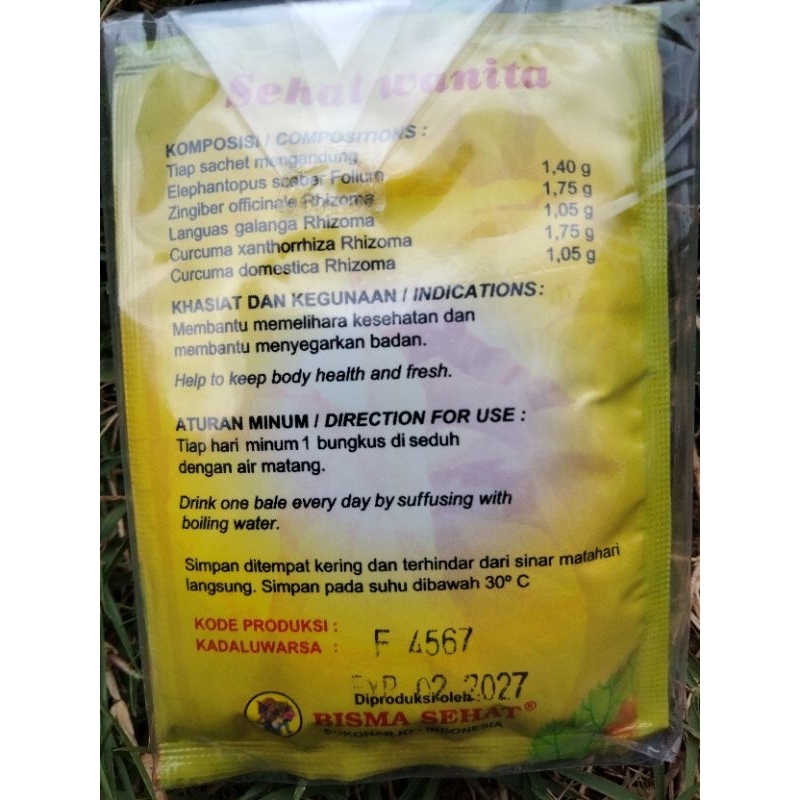 Sehat wanita
KOMPOSISI / COMPOSITIONS :
Tiap sachet mengandung
Elephantopus scaber Folium 1,40 g
Zingiber officinale Rhizoma 1,75 g
Languas galanga Rhizoma 1,05 g
Curcuma xanthorrhiza Rhizoma 1,75 g
Curcuma domestica Rhizoma 1,05 g
KHASIAT DAN KEGUNAAN / INDICATIONS:
Membantu memelihara kesehatan dan
membantu menyegarkan badan.
Help to keep body health and fresh.
ATURAN MINUM / DIRECTION FOR USE :
Tiap hari minum 1 bungkus di seduh
dengan air matang.
Drink one bale every day by suffusing with
boiling water.
Simpan ditempat kering dan terhindar dari sinar matahari
langsung. Simpan pada suhu dibawah 30º C
KODE PRODUKSI : F 4567
KADALUWARSA : EXP 02 2027
Diproduksi oleh :
BISMA SEHAT®
SUKOHARJO - INDONESIA